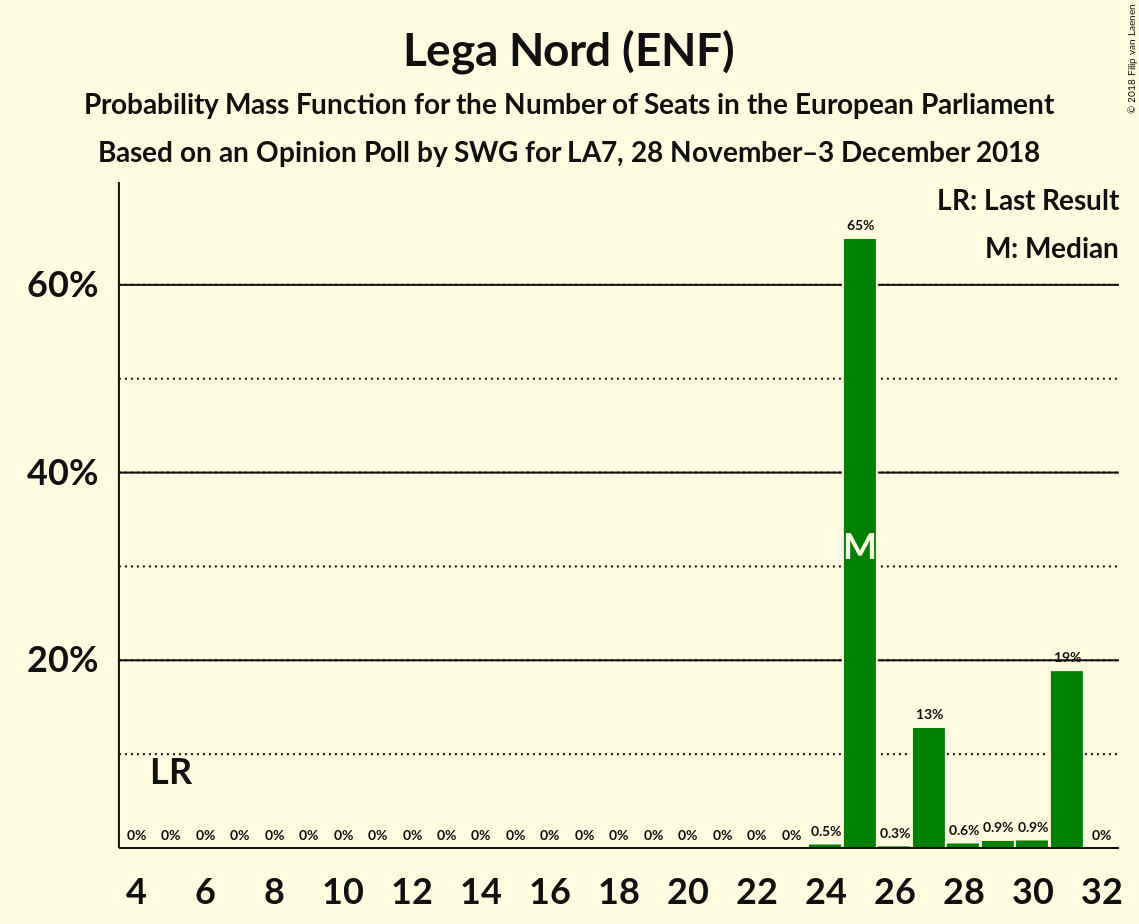 Lega Nord (ENF)
Probability Mass Function for the Number of Seats in the European Parliament
Based on an Opinion Poll by SWG for LA7, 28 November–3 December 2018
© 2018 Filip van Laenen
LR: Last Result
M: Median
60%
40%
20%
65%
M
19%
13%
LR
0% 0% 0% 0% 0% 0% 0% 0% 0% 0% 0% 0% 0% 0% 0% 0% 0% 0% 0% 0% 0.5% 0.3% 0.6% 0.9% 0.9% 0%
4 6 8 10 12 14 16 18 20 22 24 26 28 30 32